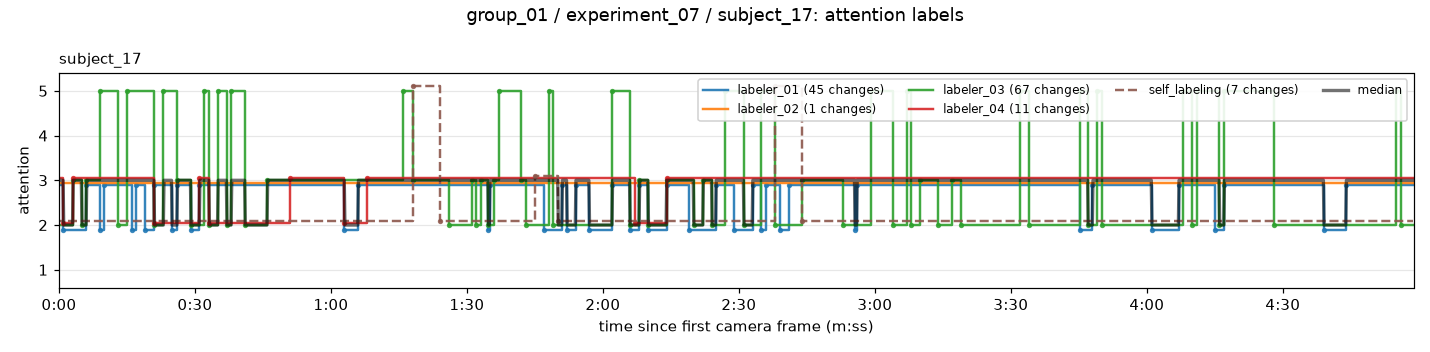 group_01 / experiment_07 / subject_17: attention labels
subject_17
labeler_01 (45 changes)
labeler_02 (1 changes)
labeler_03 (67 changes)
labeler_04 (11 changes)
self_labeling (7 changes)
median
attention
5
4
3
2
1
0:00 0:30 1:00 1:30 2:00 2:30 3:00 3:30 4:00 4:30
time since first camera frame (m:ss)